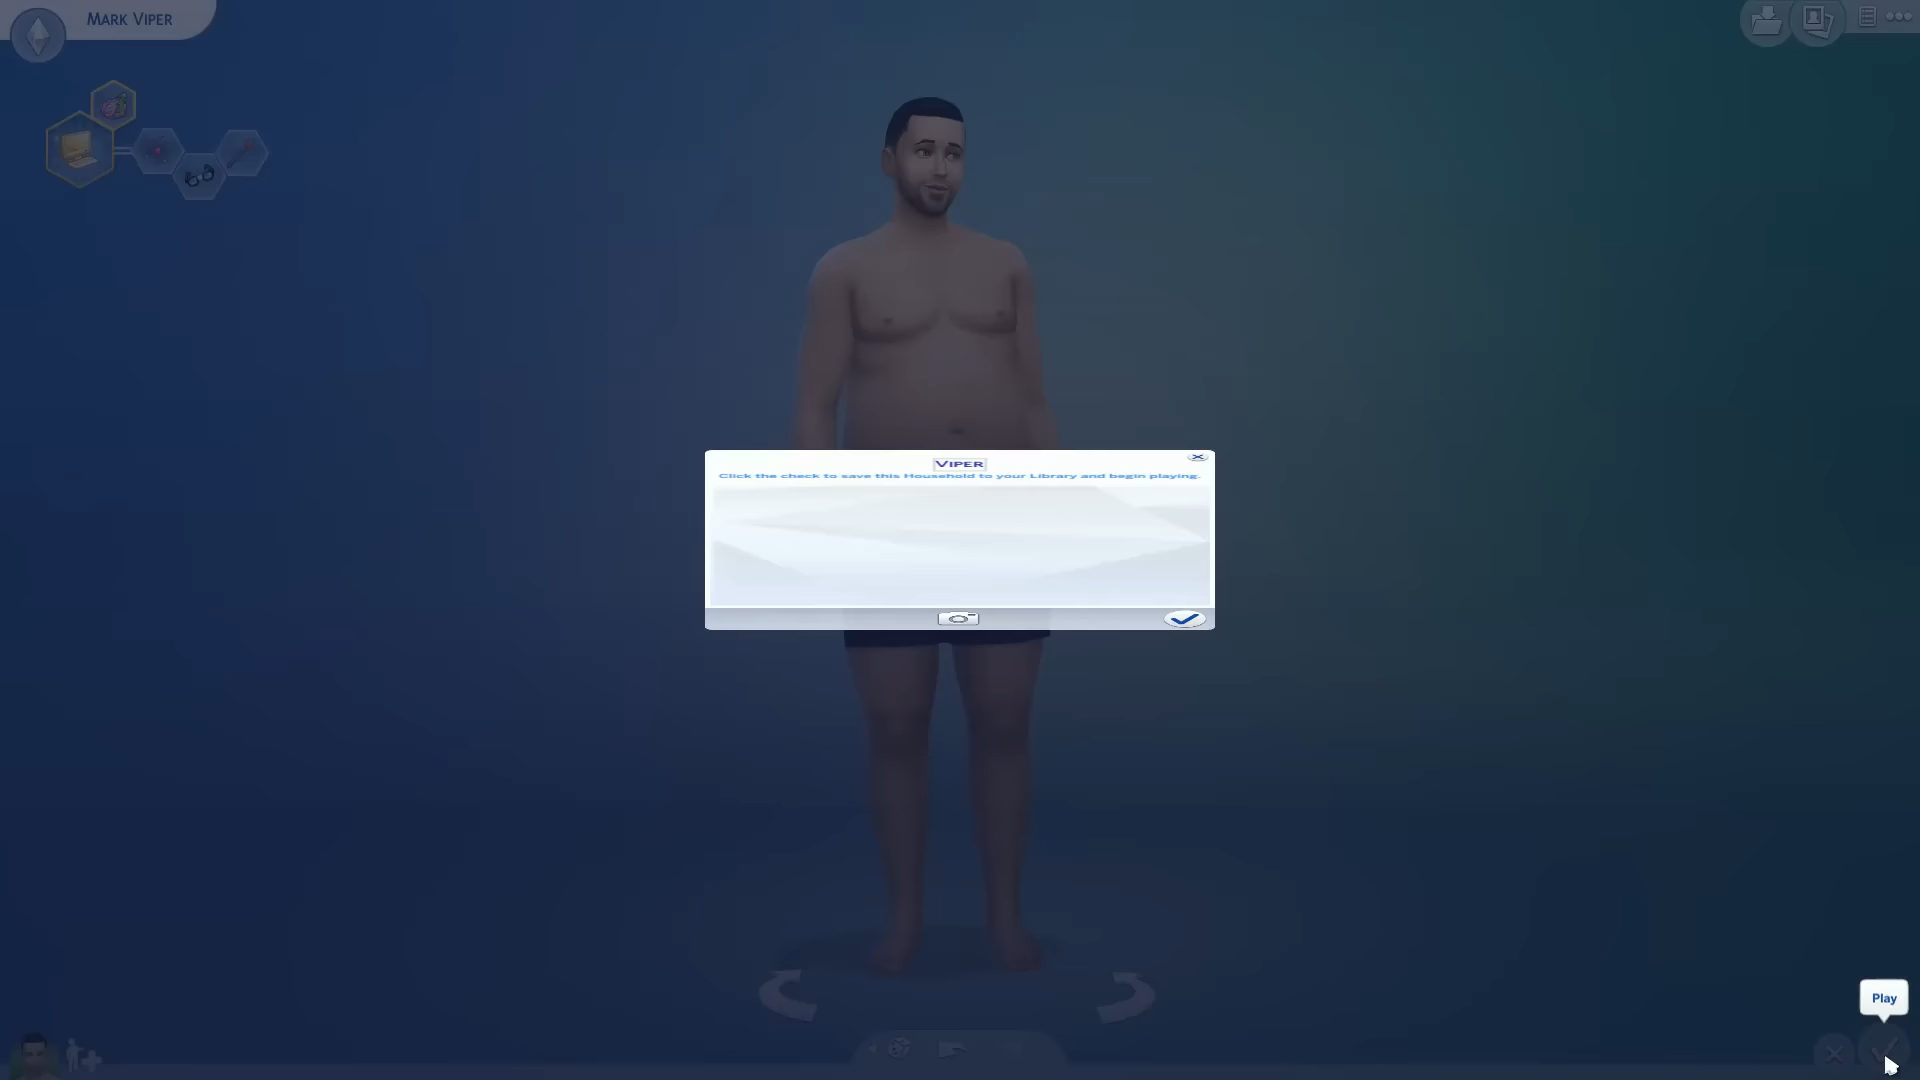 Mark Viper
Viper
Click the check to save this Household to your Library and begin playing.
Play